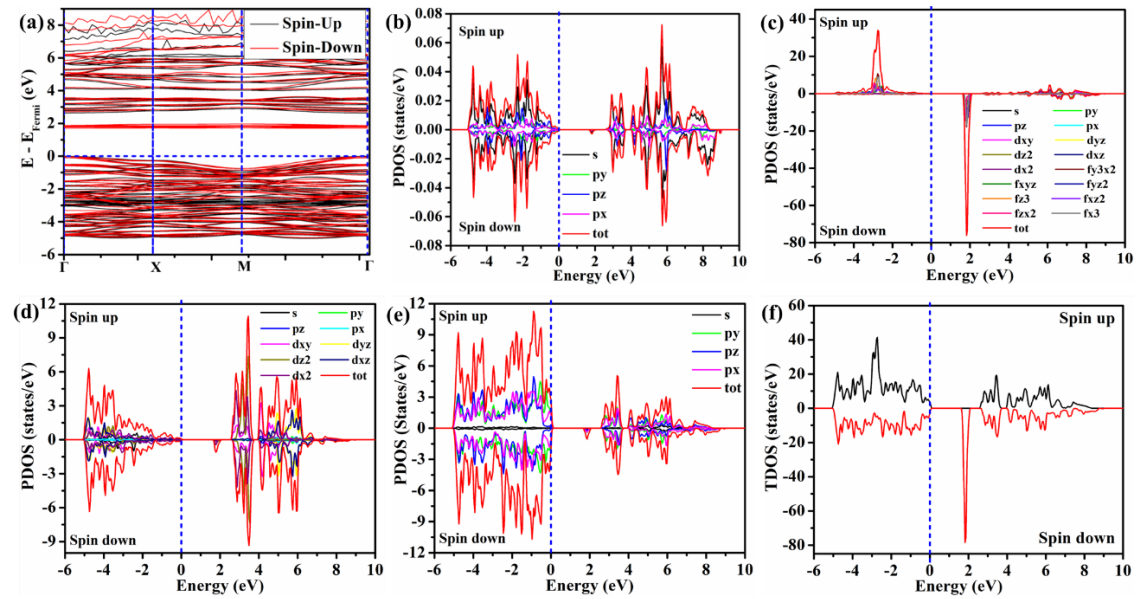 (a)
Spin-Up
Spin-Down
E - E_Fermi (eV)
8
6
4
2
0
-2
-4
-6
Γ X M Γ
(b)
Spin up
PDOS (states/eV)
0.08
0.06
0.04
0.02
0.00
-0.02
-0.04
0.06
0.08
s
py
pz
px
tot
Spin down
-6 -4 -2 0 2 4 6 8 10
Energy (eV)
(c)
Spin up
PDOS (states/eV)
40
20
0
-20
-40
-60
-80
s py
pz px
dxy dyz
dz2 dxz
dx2 fy3x2
fxyz fyz2
fz3 fxz2
fzx2 fx3
tot
Spin down
-6 -4 -2 0 2 4 6 8 10
Energy (eV)
(d)
Spin up
PDOS (states/eV)
12
9
6
3
0
-3
-6
-9
s py
pz px
dxy dyz
dz2 dxz
dx2 tot
Spin down
-6 -4 -2 0 2 4 6 8 10
Energy (eV)
(e)
Spin up
PDOS (states/eV)
12
9
6
3
0
-3
-6
-9
-12
s
py
pz
px
tot
Spin down
-6 -4 -2 0 2 4 6 8 10
Energy (eV)
(f)
Spin up
TDOS (states/eV)
60
40
20
0
-20
-40
-60
-80
Spin down
-6 -4 -2 0 2 4 6 8 10
Energy (eV)